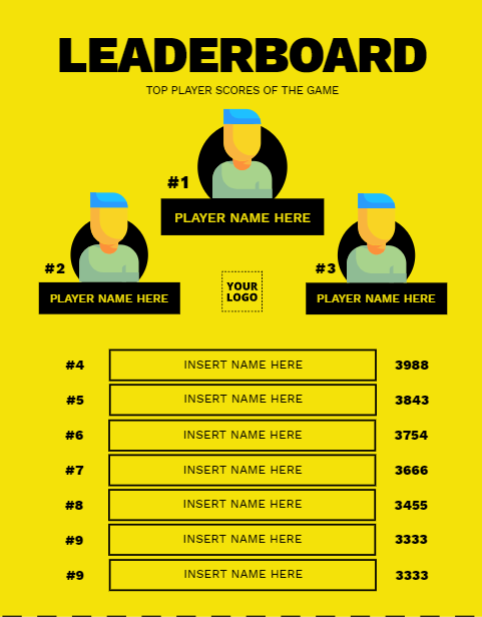 LEADERBOARD
TOP PLAYER SCORES OF THE GAME
#1
PLAYER NAME HERE
#2
PLAYER NAME HERE
#3
PLAYER NAME HERE
YOUR
LOGO
#4 INSERT NAME HERE 3988
#5 INSERT NAME HERE 3843
#6 INSERT NAME HERE 3754
#7 INSERT NAME HERE 3666
#8 INSERT NAME HERE 3455
#9 INSERT NAME HERE 3333
#9 INSERT NAME HERE 3333